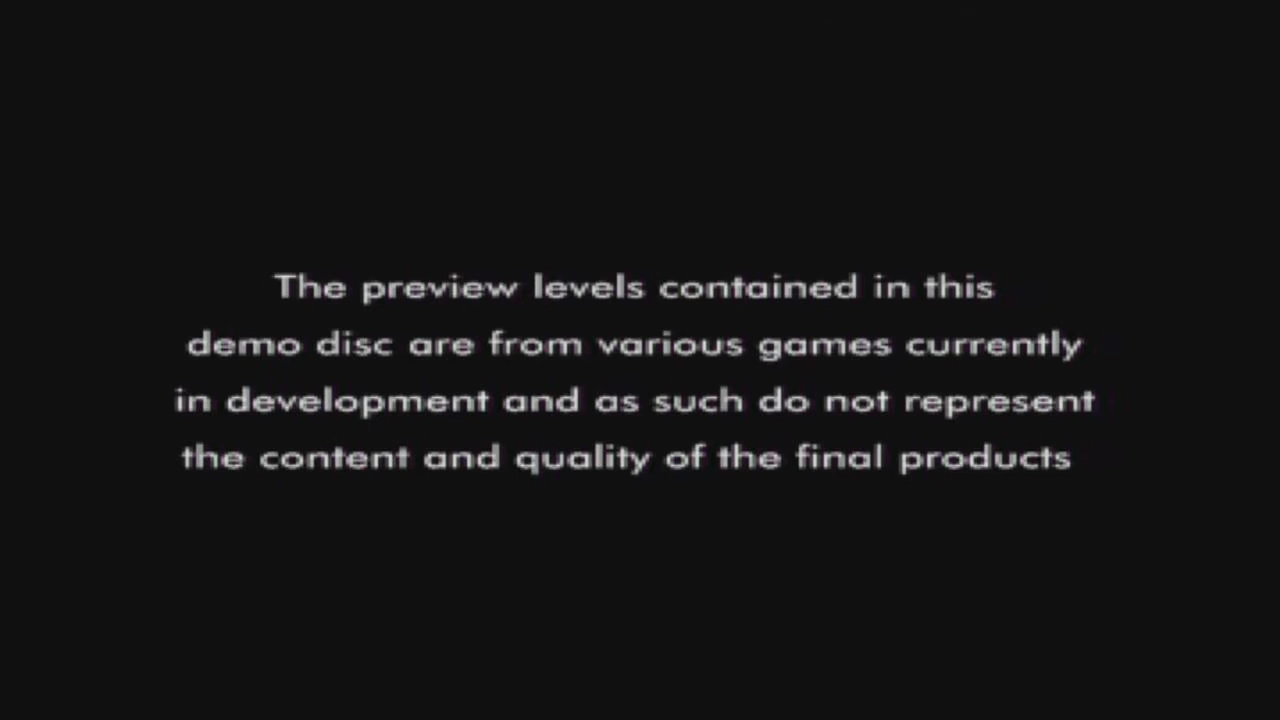 The preview levels contained in this
demo disc are from various games currently
in development and as such do not represent
the content and quality of the final products